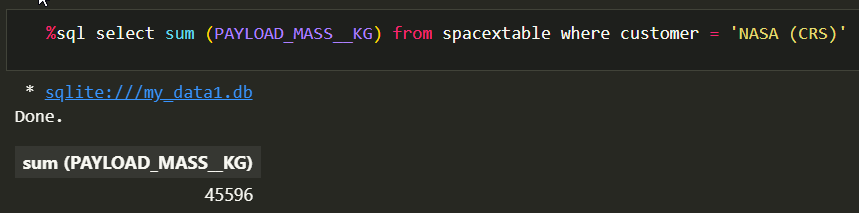 %sql select sum (PAYLOAD_MASS__KG) from spacextable where customer = 'NASA (CRS)'
* sqlite:///my_data1.db
Done.
sum (PAYLOAD_MASS__KG)
45596